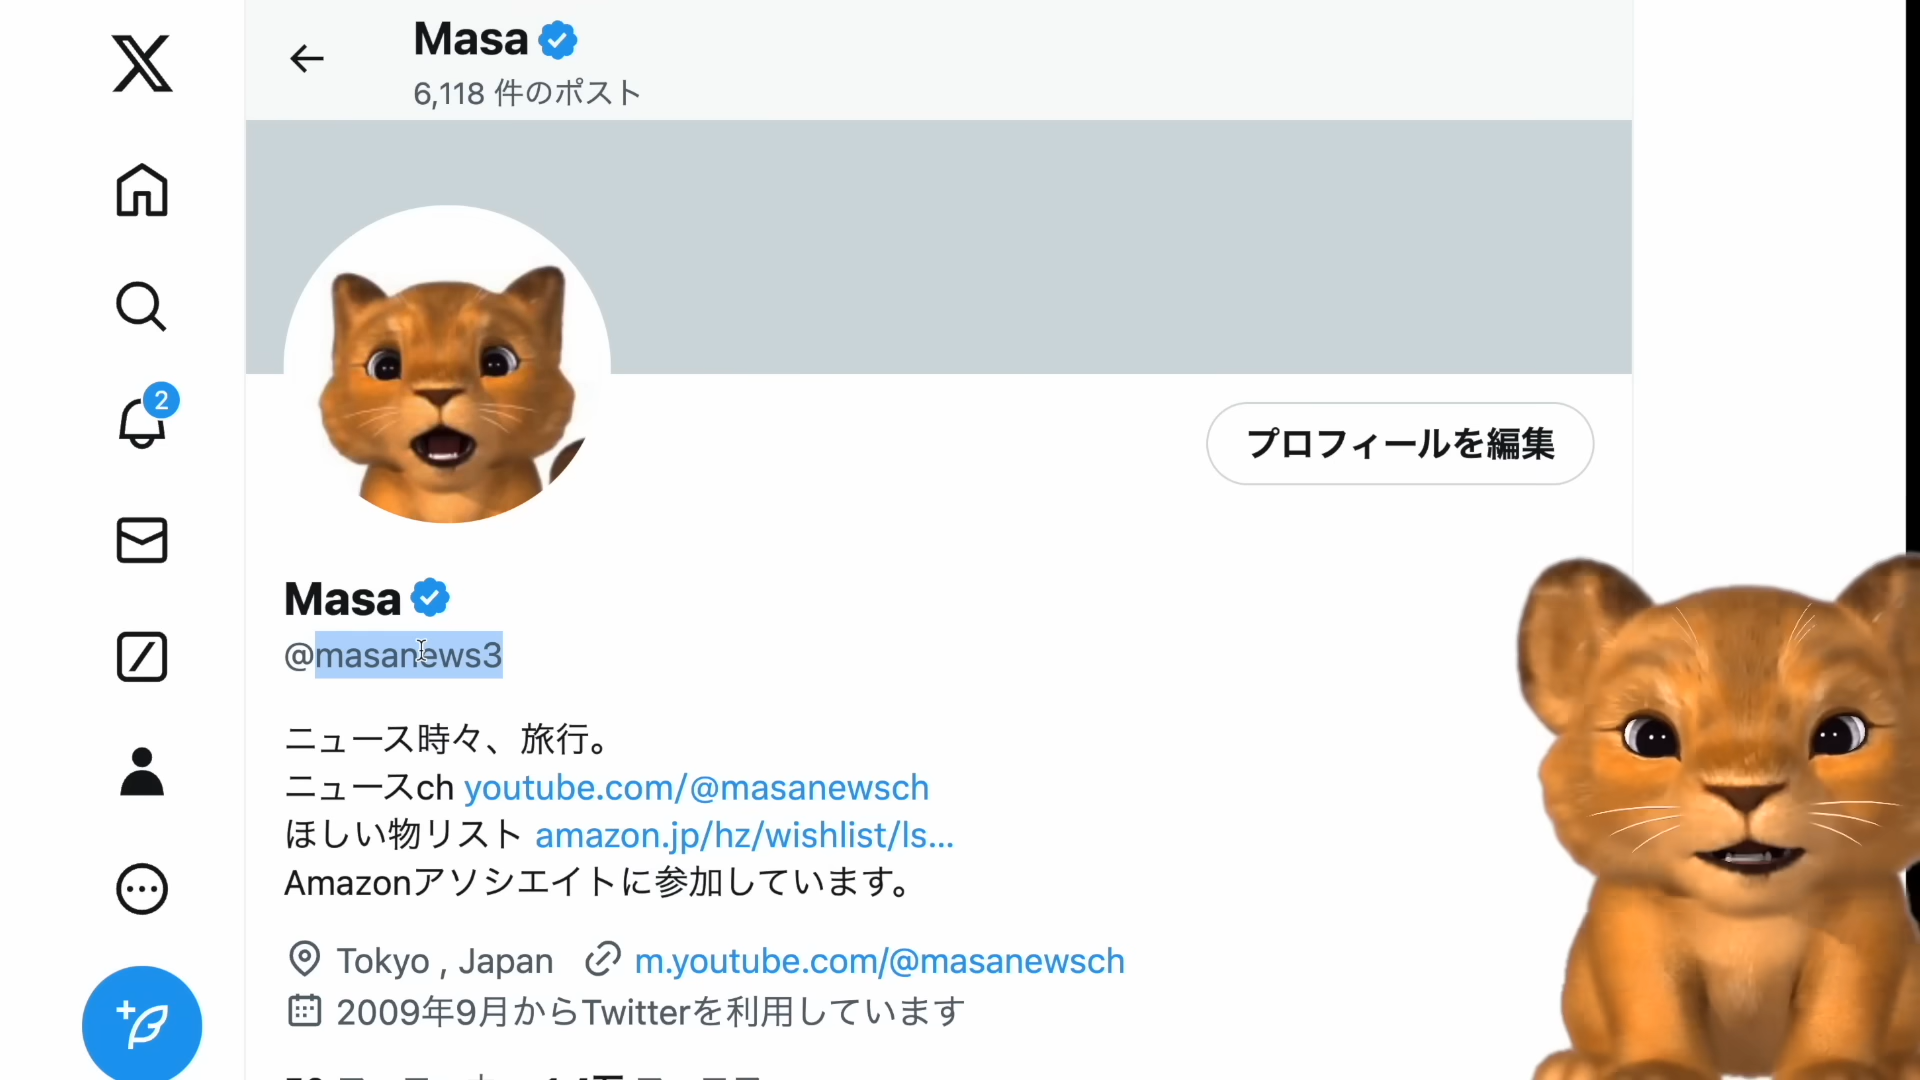 Masa
6,118 件のポスト
2
プロフィールを編集
Masa
@masanews3
ニュース時々、旅行。
ニュースch youtube.com/@masanewsch
ほしい物リスト amazon.jp/hz/wishlist/ls...
Amazonアソシエイトに参加しています。
Tokyo , Japan m.youtube.com/@masanewsch
2009年9月からTwitterを利用しています